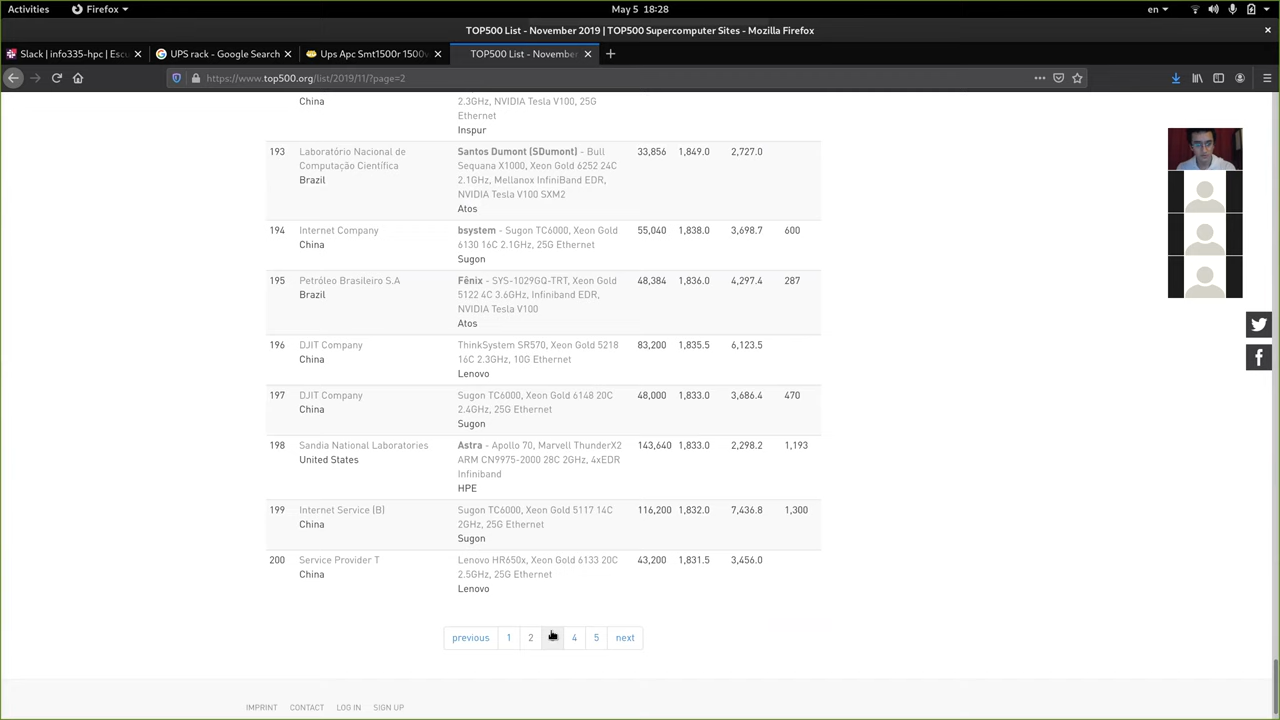 Activities Firefox May 5 18:28 en
TOP500 List - November 2019 | TOP500 Supercomputer Sites - Mozilla Firefox
Slack | info335-hpc | Esc UPS rack - Google Search Ups Apc Smt1500r 1500v TOP500 List - November
https://www.top500.org/list/2019/11/?page=2
China 2.3GHz, NVIDIA Tesla V100, 25G
Ethernet
Inspur
193 Laboratório Nacional de Santos Dumont (SDumont) - Bull 33,856 1,849.0 2,727.0
Computação Científica Sequana X1000, Xeon Gold 6252 24C
Brazil 2.1GHz, Mellanox InfiniBand EDR,
NVIDIA Tesla V100 SXM2
Atos
194 Internet Company bsystem - Sugon TC6000, Xeon Gold 55,040 1,838.0 3,698.7 600
China 6130 16C 2.1GHz, 25G Ethernet
Sugon
195 Petróleo Brasileiro S.A Fênix - SYS-1029GQ-TRT, Xeon Gold 48,384 1,836.0 4,297.4 287
Brazil 5122 4C 3.6GHz, Infiniband EDR,
NVIDIA Tesla V100
Atos
196 DJIT Company ThinkSystem SR570, Xeon Gold 5218 83,200 1,835.5 6,123.5
China 16C 2.3GHz, 10G Ethernet
Lenovo
197 DJIT Company Sugon TC6000, Xeon Gold 6148 20C 48,000 1,833.0 3,686.4 470
China 2.4GHz, 25G Ethernet
Sugon
198 Sandia National Laboratories Astra - Apollo 70, Marvell ThunderX2 143,640 1,833.0 2,298.2 1,193
United States ARM CN9975-2000 28C 2GHz, 4xEDR
Infiniband
HPE
199 Internet Service (B) Sugon TC6000, Xeon Gold 5117 14C 116,200 1,832.0 7,436.8 1,300
China 2GHz, 25G Ethernet
Sugon
200 Service Provider T Lenovo HR650x, Xeon Gold 6133 20C 43,200 1,831.5 3,456.0
China 2.5GHz, 25G Ethernet
Lenovo
previous 1 2 4 5 next
IMPRINT CONTACT LOG IN SIGN UP